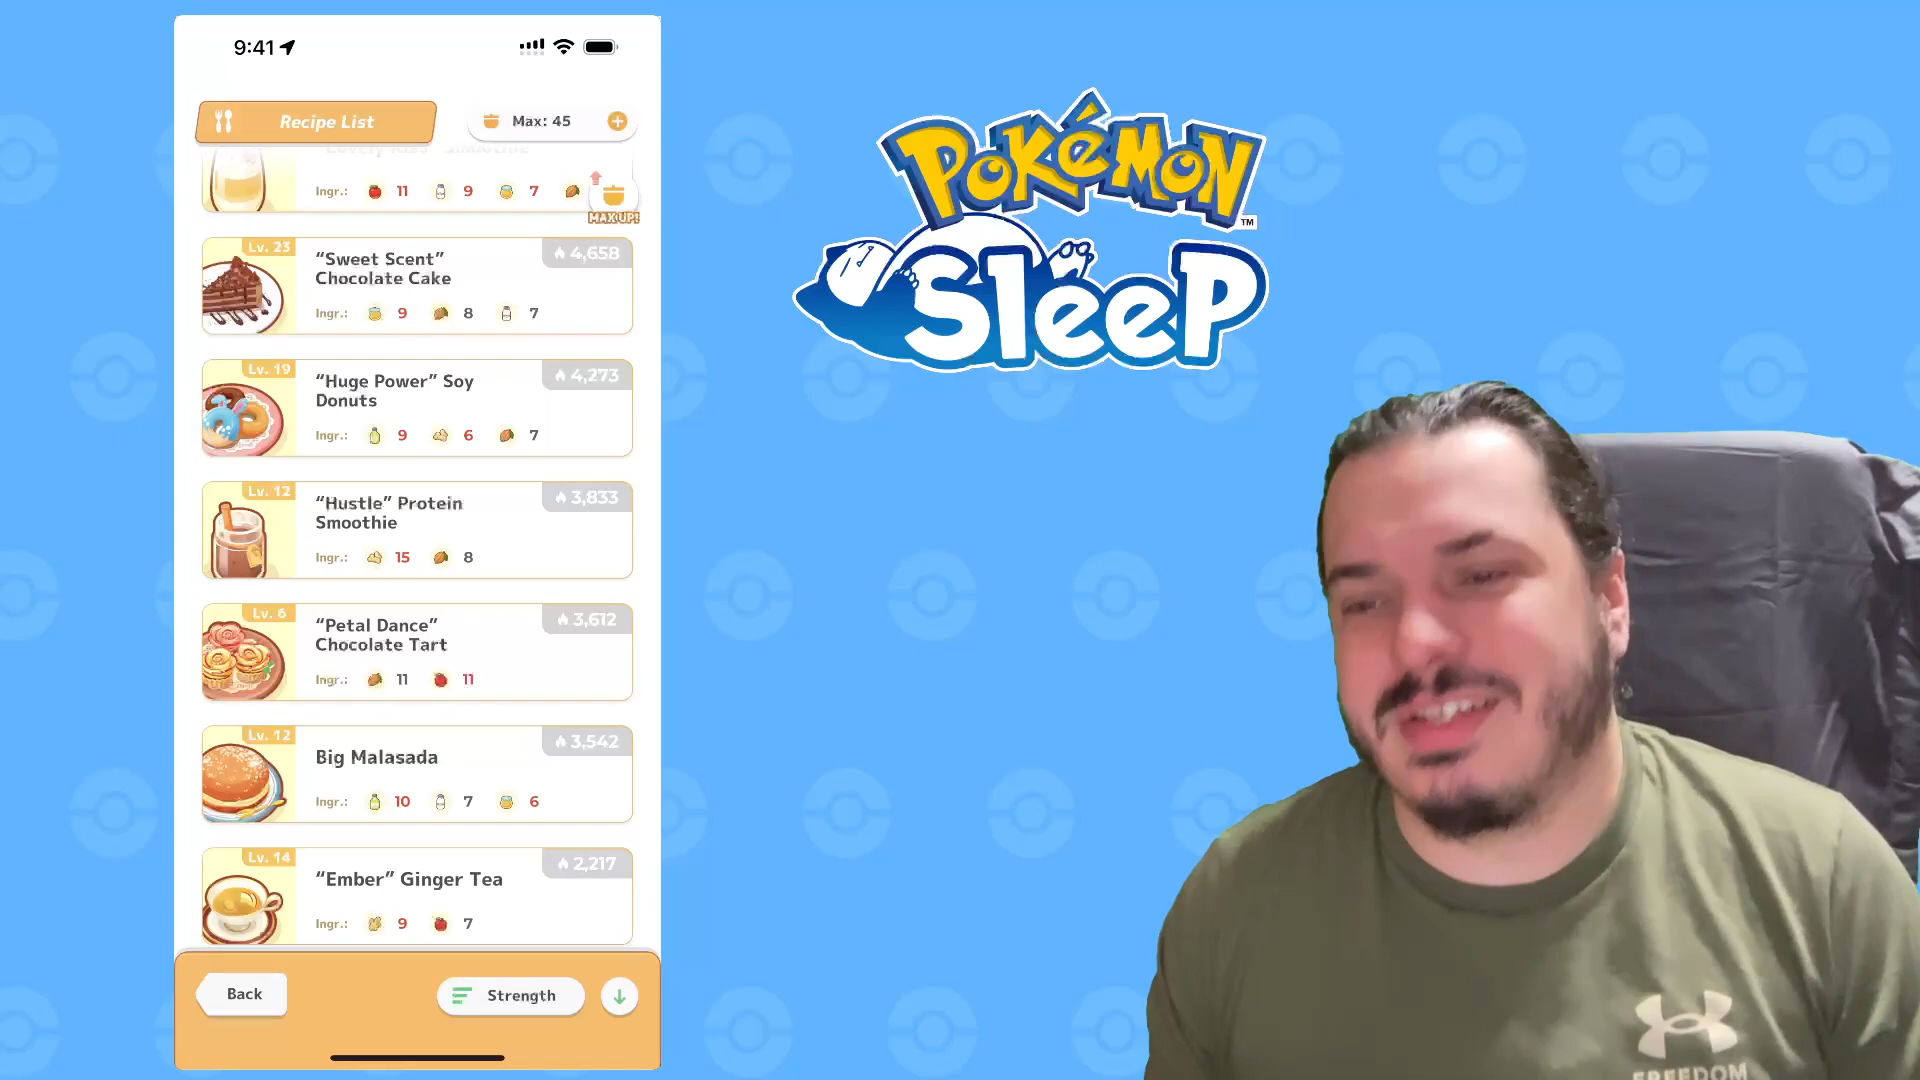 9:41
Recipe List
Max: 45
Ingr.: 11 9 7
MAX UP!
Lv. 23
4,658
“Sweet Scent”
Chocolate Cake
Ingr.: 9 8 7
Lv. 19
4,273
“Huge Power” Soy
Donuts
Ingr.: 9 6 7
Lv. 12
3,833
“Hustle” Protein
Smoothie
Ingr.: 15 8
Lv. 6
3,612
“Petal Dance”
Chocolate Tart
Ingr.: 11 11
Lv. 12
3,542
Big Malasada
Ingr.: 10 7 6
Lv. 14
2,217
“Ember” Ginger Tea
Ingr.: 9 7
Back
Strength
POKéMON
TM
Sleep
FREEDOM